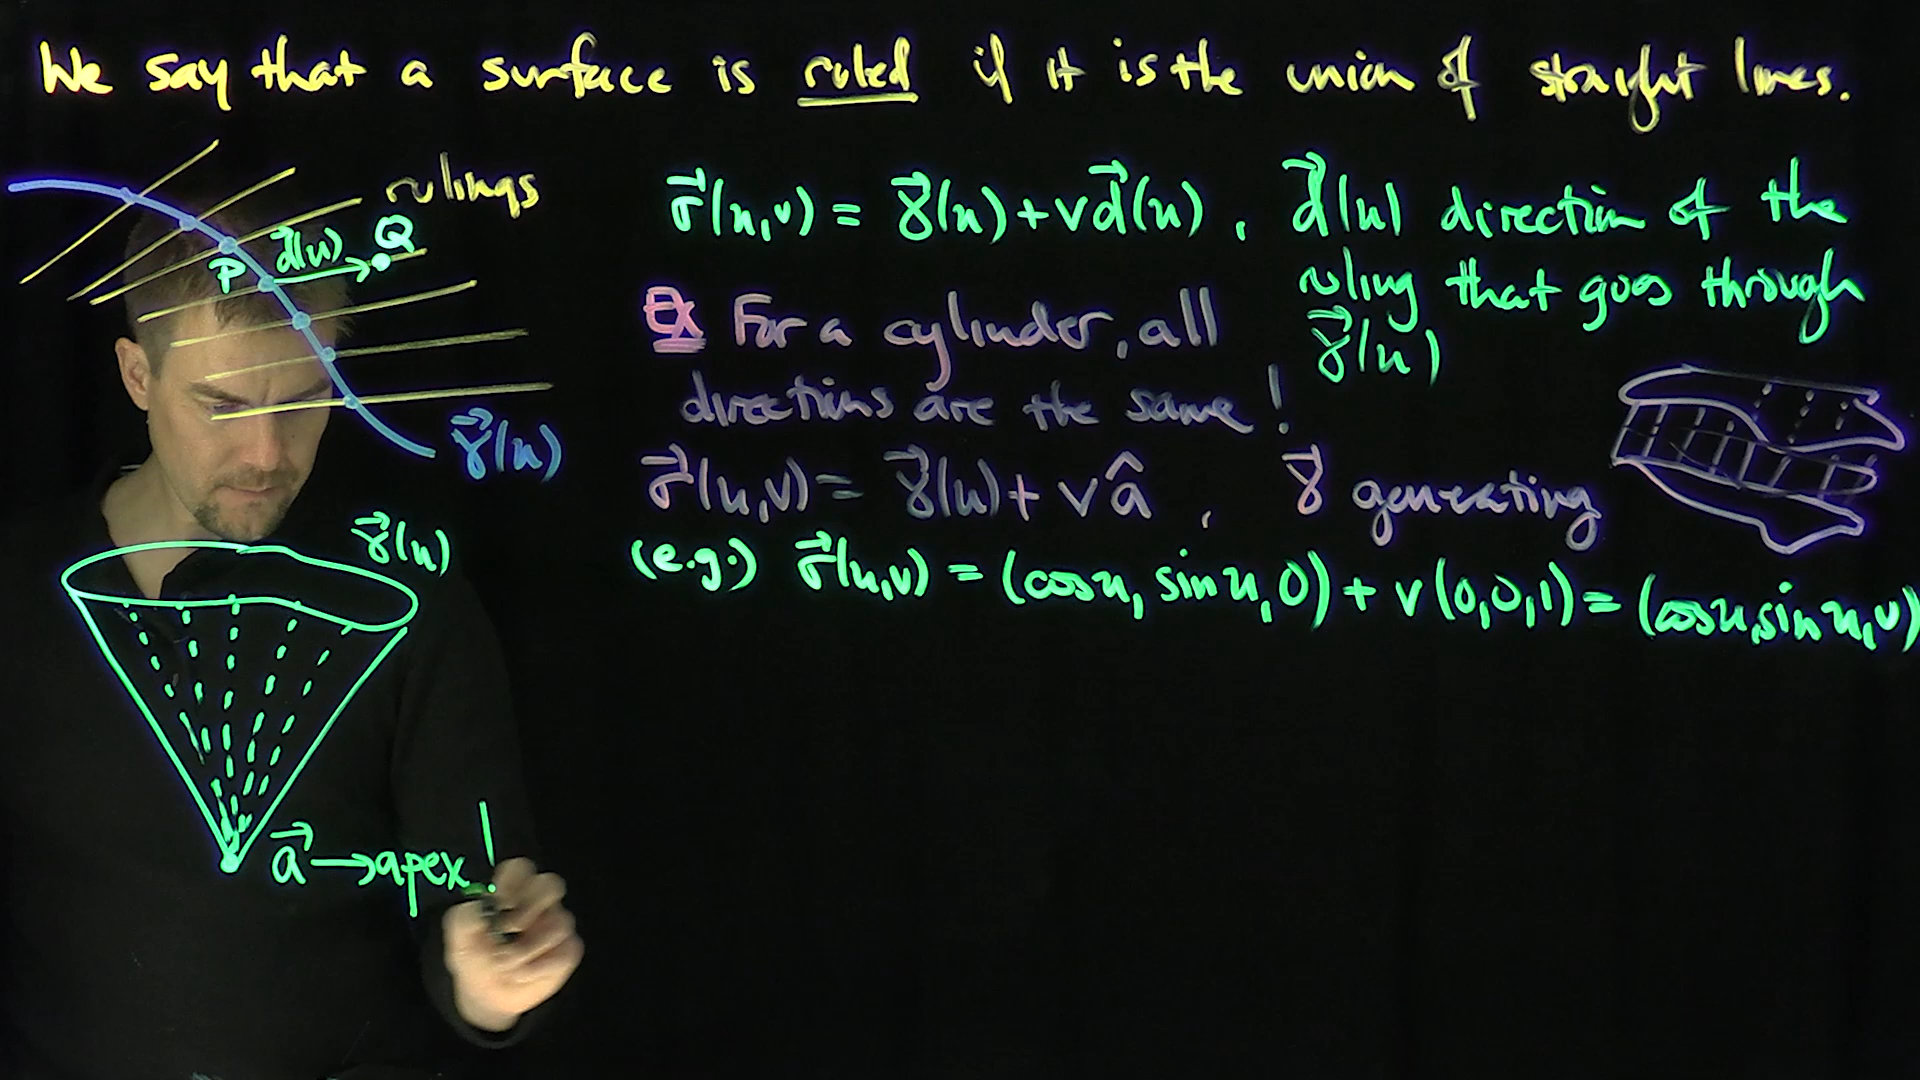 We say that a surface is ruled if it is the union of straight lines.
rulings
Q
d⃗(u)
P
γ⃗(u)
σ⃗(u,v) = γ⃗(u) + v d⃗(u) , d⃗(u) direction of the
ruling that goes through
γ⃗(u)
Ex For a cylinder, all
directions are the same!
σ⃗(u,v) = γ⃗(u) + v â , γ⃗ generating
(e.g.) σ⃗(u,v) = (cos u, sin u, 0) + v (0,0,1) = (cos u, sin u, v)
γ⃗(u)
a⃗ → apex!